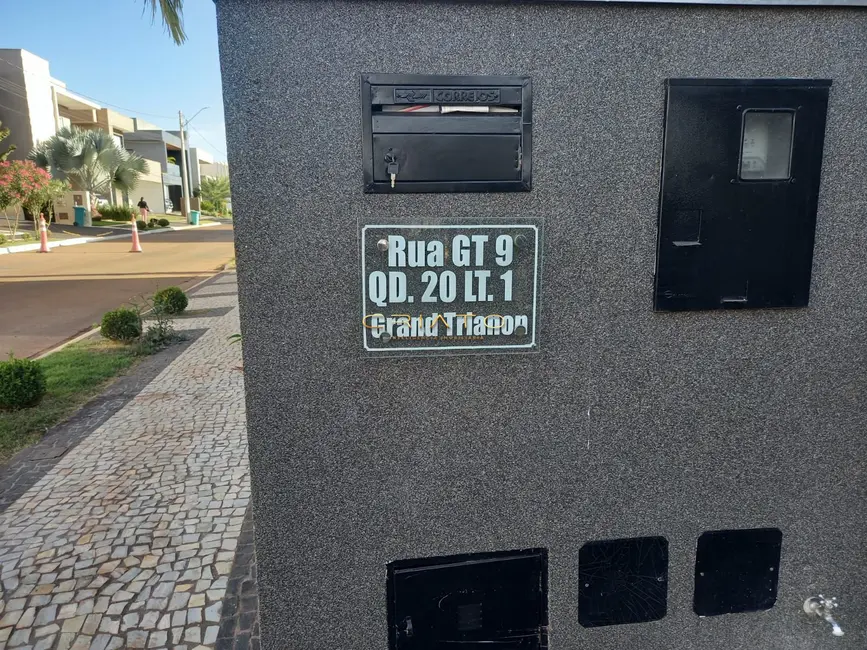 CORREIOS
Rua GT 9
QD. 20 LT. 1
Grand Trianon